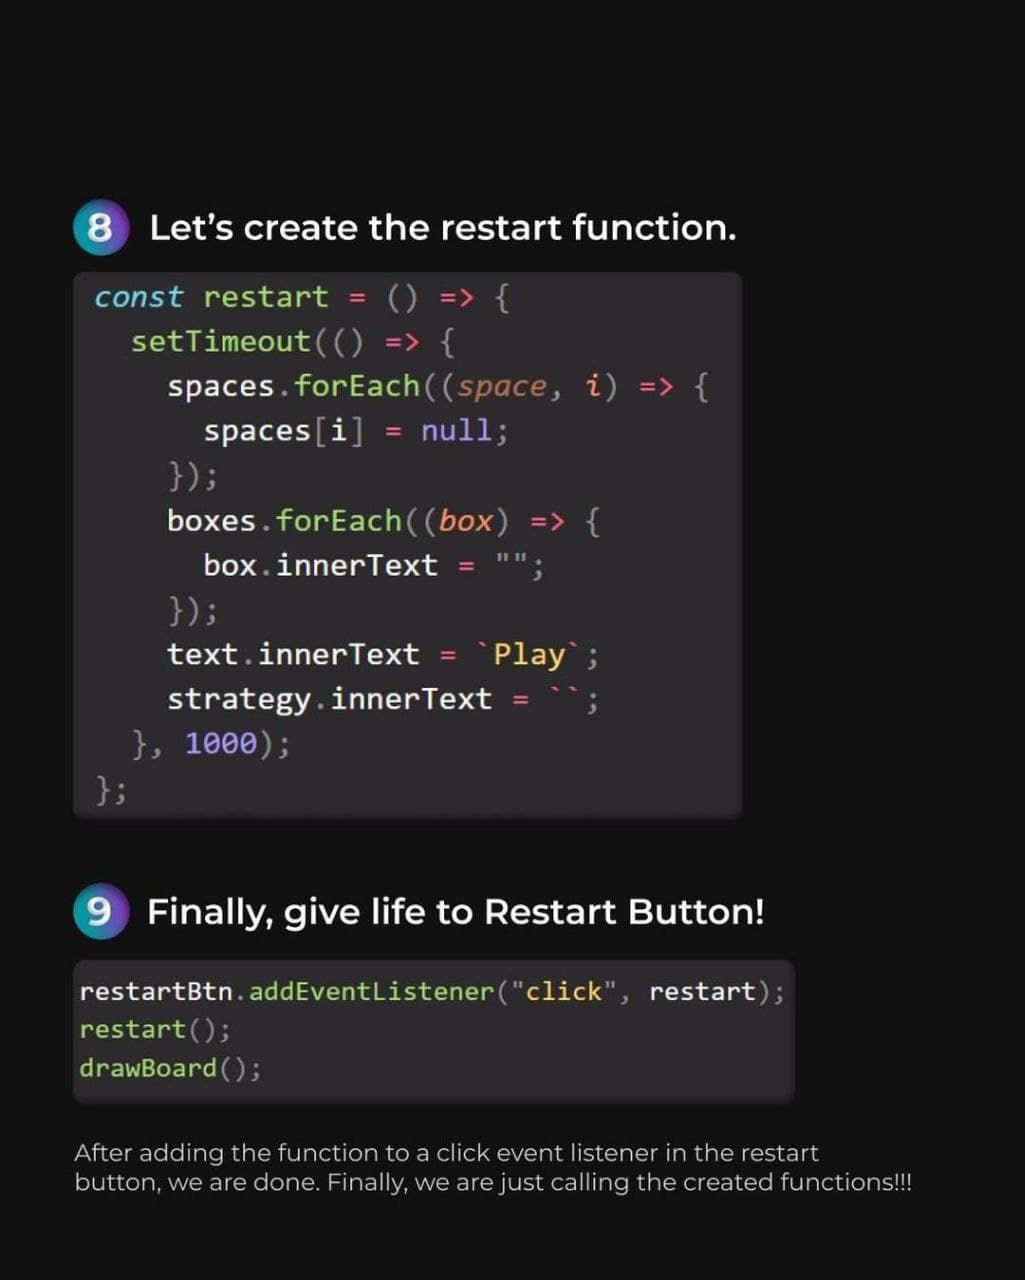 8 Let’s create the restart function.
const restart = () => {
  setTimeout(() => {
    spaces.forEach((space, i) => {
      spaces[i] = null;
    });
    boxes.forEach((box) => {
      box.innerText = "";
    });
    text.innerText = `Play`;
    strategy.innerText = ``;
  }, 1000);
};
9 Finally, give life to Restart Button!
restartBtn.addEventListener("click", restart);
restart();
drawBoard();
After adding the function to a click event listener in the restart
button, we are done. Finally, we are just calling the created functions!!!